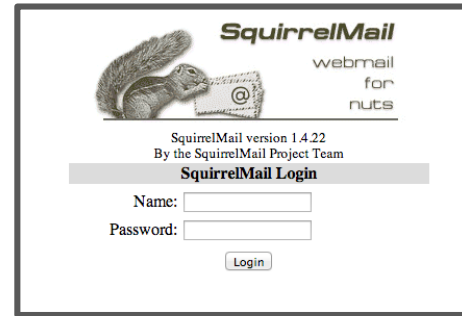 SquirrelMail
webmail
for
nuts
@
SquirrelMail version 1.4.22
By the SquirrelMail Project Team
SquirrelMail Login
Name:
Password:
Login